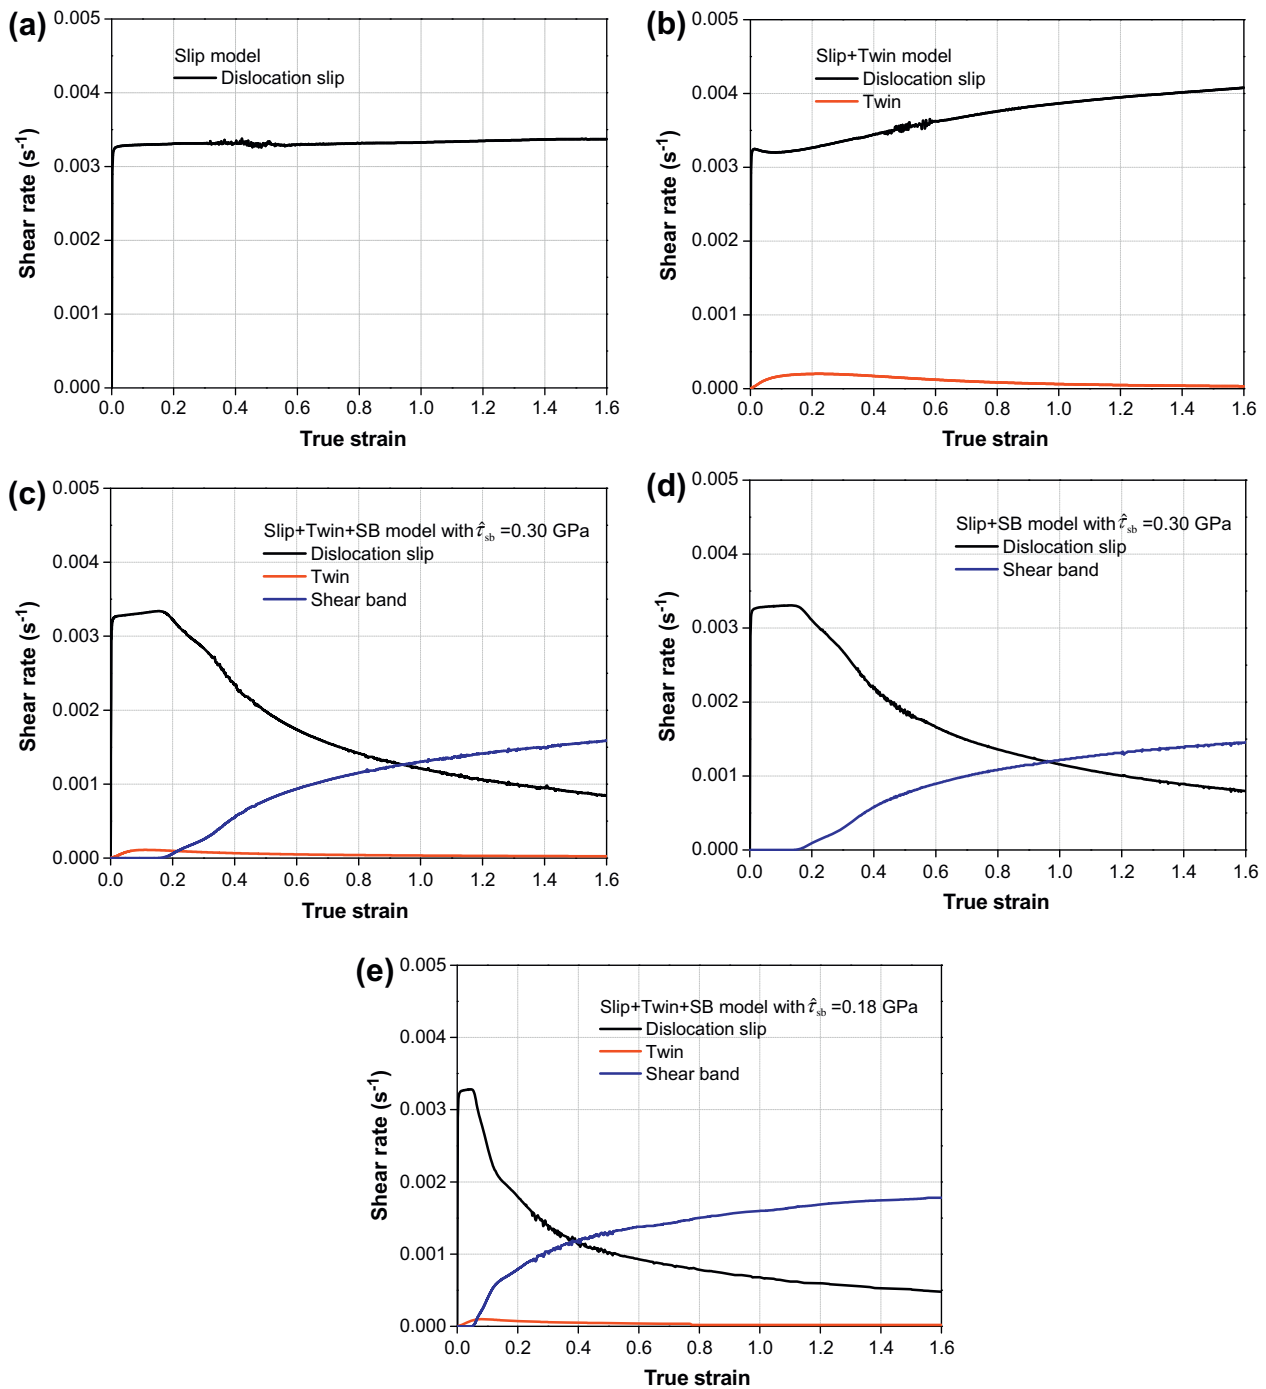 (a)
0.005
0.004
0.003
0.002
0.001
0.000
Shear rate (s⁻¹)
Slip model
Dislocation slip
0.0 0.2 0.4 0.6 0.8 1.0 1.2 1.4 1.6
True strain
(b)
0.005
0.004
0.003
0.002
0.001
0.000
Shear rate (s⁻¹)
Slip+Twin model
Dislocation slip
Twin
0.0 0.2 0.4 0.6 0.8 1.0 1.2 1.4 1.6
True strain
(c)
0.005
0.004
0.003
0.002
0.001
0.000
Shear rate (s⁻¹)
Slip+Twin+SB model with τ̂sb =0.30 GPa
Dislocation slip
Twin
Shear band
0.0 0.2 0.4 0.6 0.8 1.0 1.2 1.4 1.6
True strain
(d)
0.005
0.004
0.003
0.002
0.001
0.000
Shear rate (s⁻¹)
Slip+SB model with τ̂sb =0.30 GPa
Dislocation slip
Shear band
0.0 0.2 0.4 0.6 0.8 1.0 1.2 1.4 1.6
True strain
(e)
0.005
0.004
0.003
0.002
0.001
0.000
Shear rate (s⁻¹)
Slip+Twin+SB model with τ̂sb =0.18 GPa
Dislocation slip
Twin
Shear band
0.0 0.2 0.4 0.6 0.8 1.0 1.2 1.4 1.6
True strain